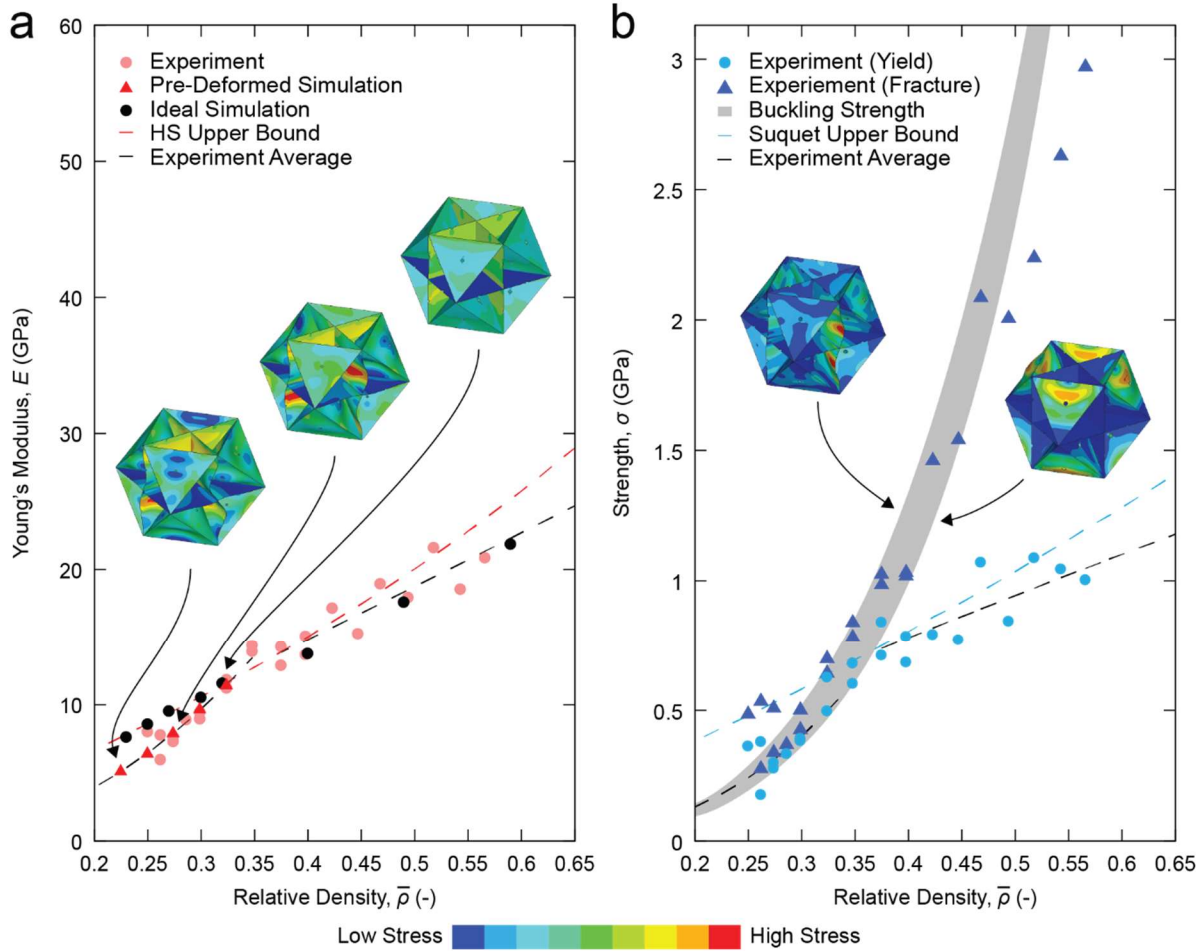 a
60
50
40
30
20
10
0
Young's Modulus, E (GPa)
Experiment
Pre-Deformed Simulation
Ideal Simulation
HS Upper Bound
Experiment Average
0.2 0.25 0.3 0.35 0.4 0.45 0.5 0.55 0.6 0.65
Relative Density, ρ̅ (-)
b
3
2.5
2
1.5
1
0.5
0
Strength, σ (GPa)
Experiment (Yield)
Experiement (Fracture)
Buckling Strength
Suquet Upper Bound
Experiment Average
0.2 0.25 0.3 0.35 0.4 0.45 0.5 0.55 0.6 0.65
Relative Density, ρ̅ (-)
Low Stress High Stress